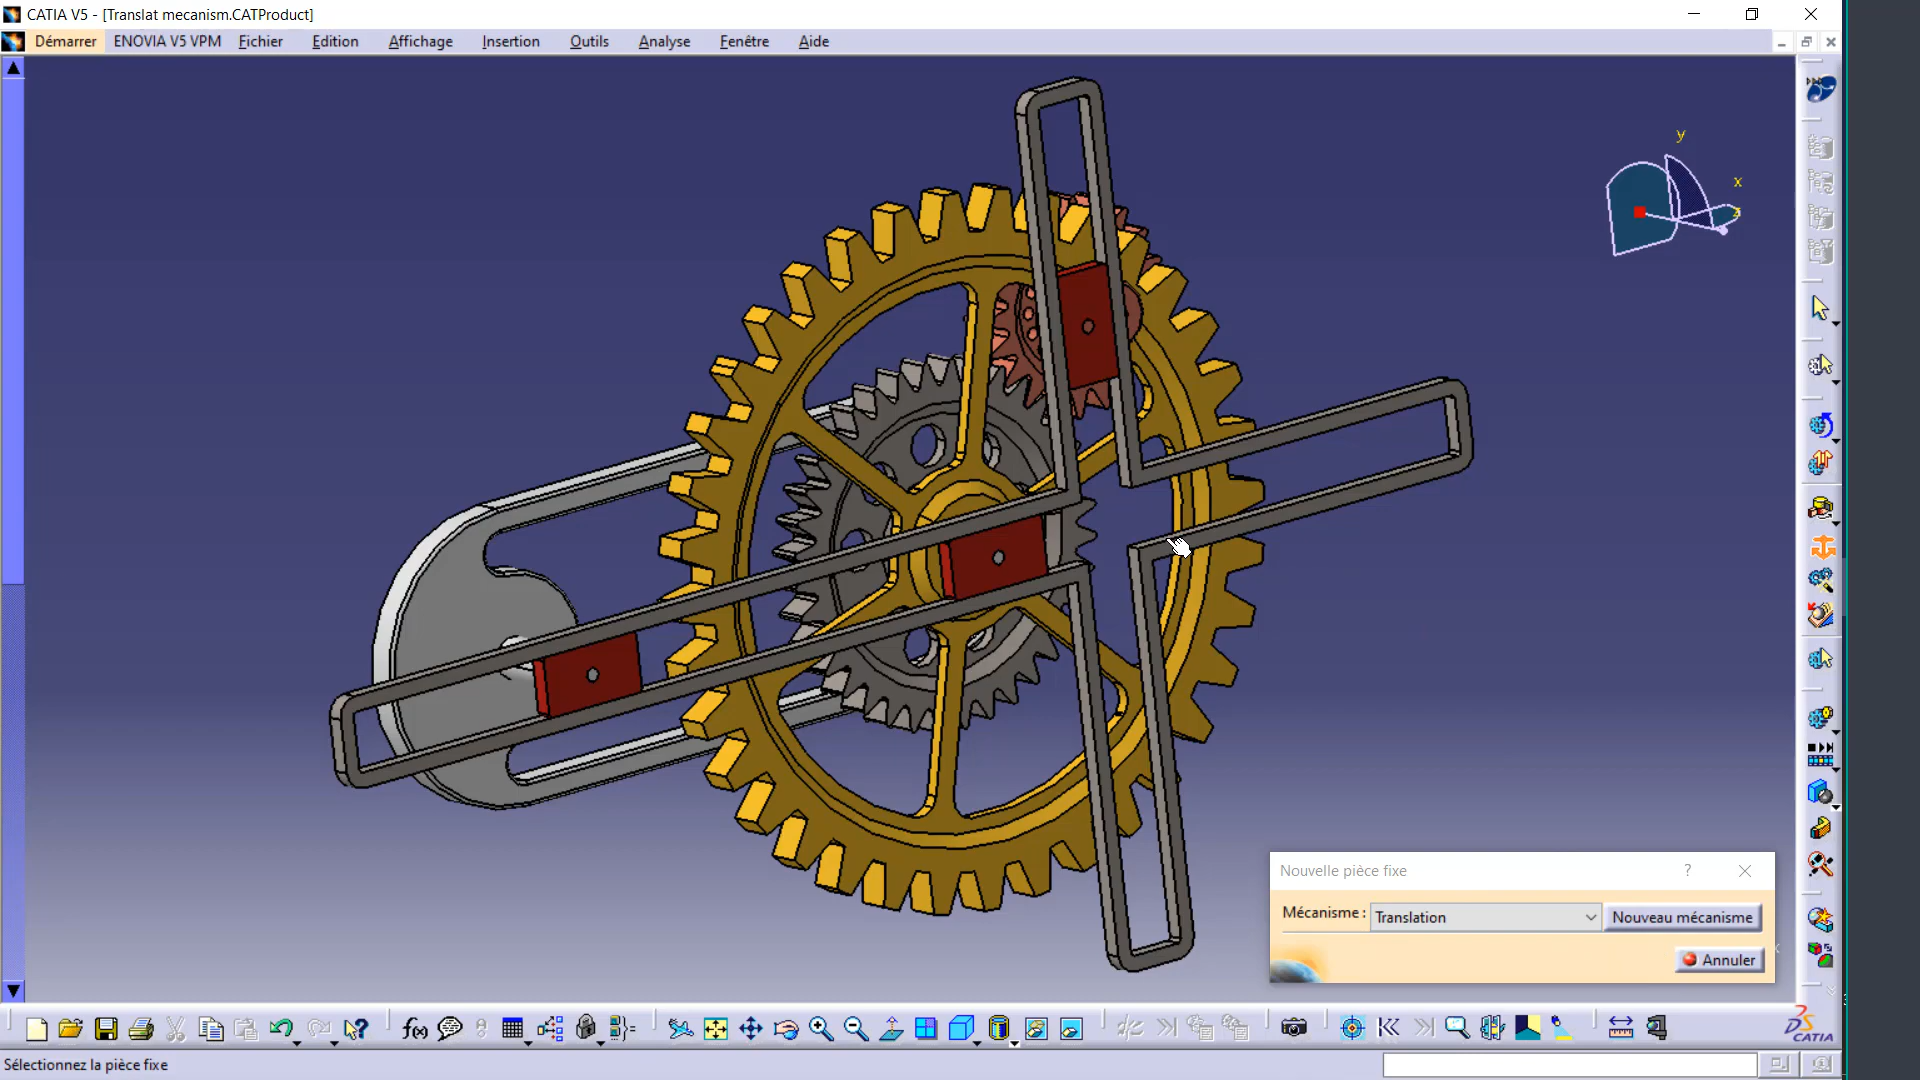 CATIA V5 - [Translat mecanism.CATProduct]
Démarrer ENOVIA V5 VPM Fichier Edition Affichage Insertion Outils Analyse Fenêtre Aide
y
x
z
Nouvelle pièce fixe ?
Mécanisme : Translation Nouveau mécanisme
Annuler
f(x)
CATIA
Sélectionnez la pièce fixe